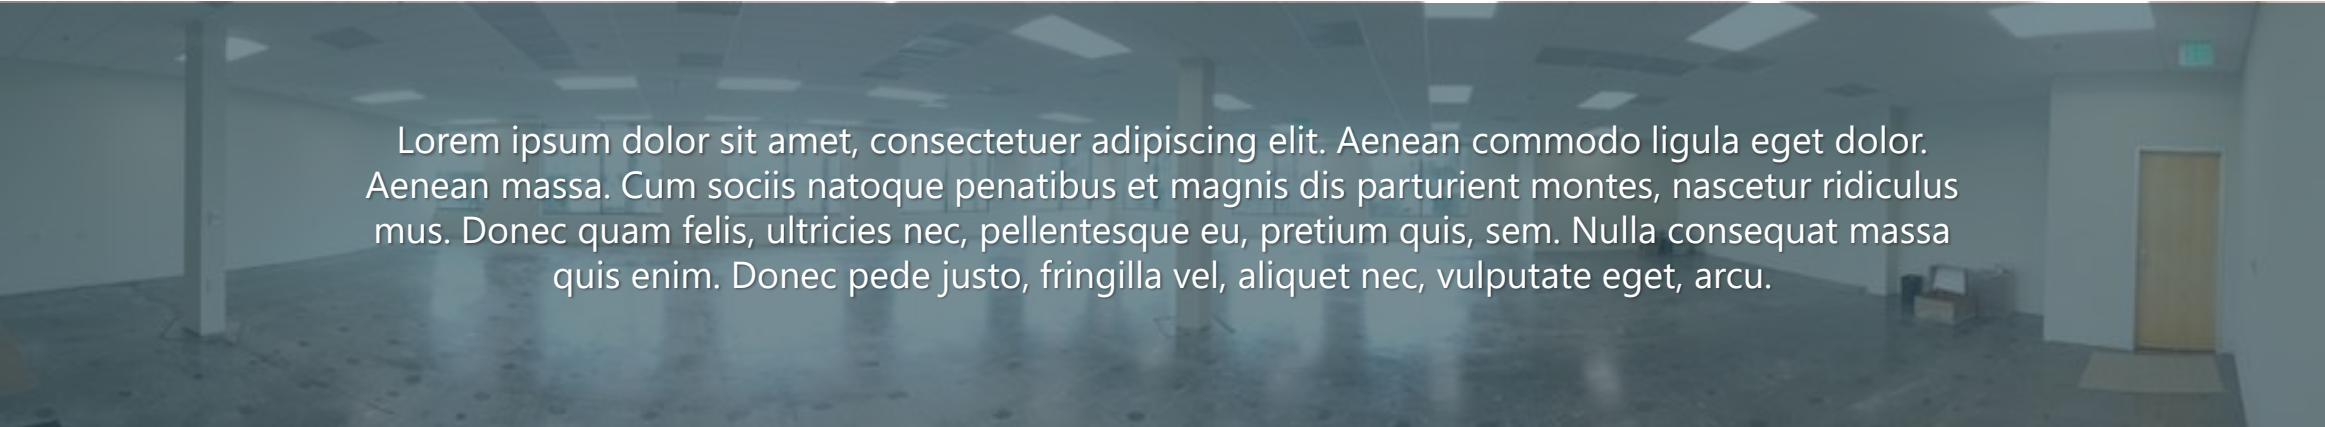 Lorem ipsum dolor sit amet, consectetuer adipiscing elit. Aenean commodo ligula eget dolor.
Aenean massa. Cum sociis natoque penatibus et magnis dis parturient montes, nascetur ridiculus
mus. Donec quam felis, ultricies nec, pellentesque eu, pretium quis, sem. Nulla consequat massa
quis enim. Donec pede justo, fringilla vel, aliquet nec, vulputate eget, arcu.